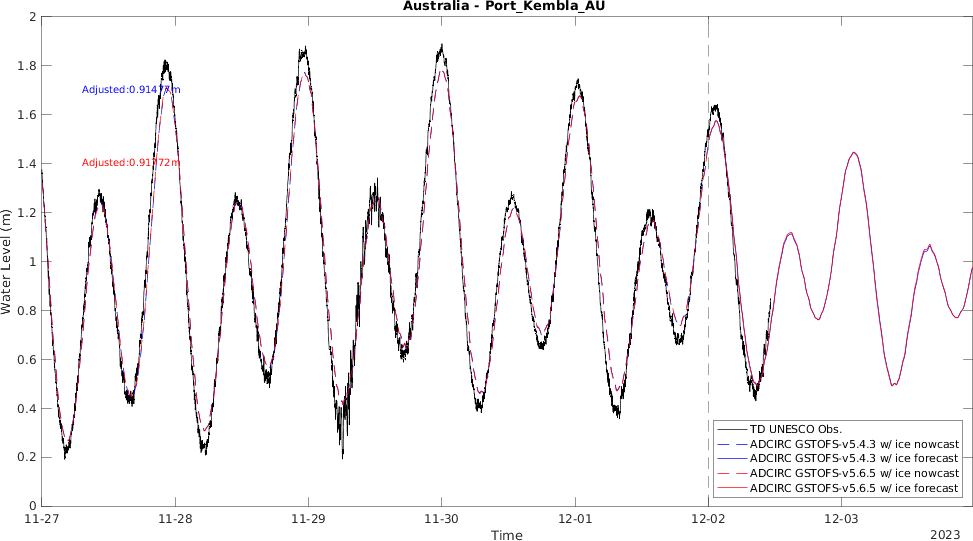 Australia - Port_Kembla_AU
2
1.8
1.6
1.4
1.2
1
0.8
0.6
0.4
0.2
0
Water Level (m)
Adjusted:0.91477m
Adjusted:0.91772m
TD UNESCO Obs.
ADCIRC GSTOFS-v5.4.3 w/ ice nowcast
ADCIRC GSTOFS-v5.4.3 w/ ice forecast
ADCIRC GSTOFS-v5.6.5 w/ ice nowcast
ADCIRC GSTOFS-v5.6.5 w/ ice forecast
11-27 11-28 11-29 11-30 12-01 12-02 12-03
Time
2023